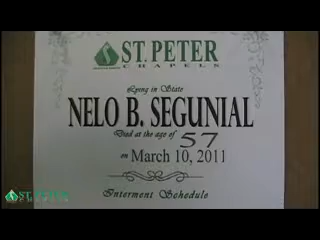 ST. PETER
CHAPELS
Lying in State
NELO B. SEGUNIAL
Died at the age of 57
on March 10, 2011
Interment Schedule
ST. PETER
CHAPELS